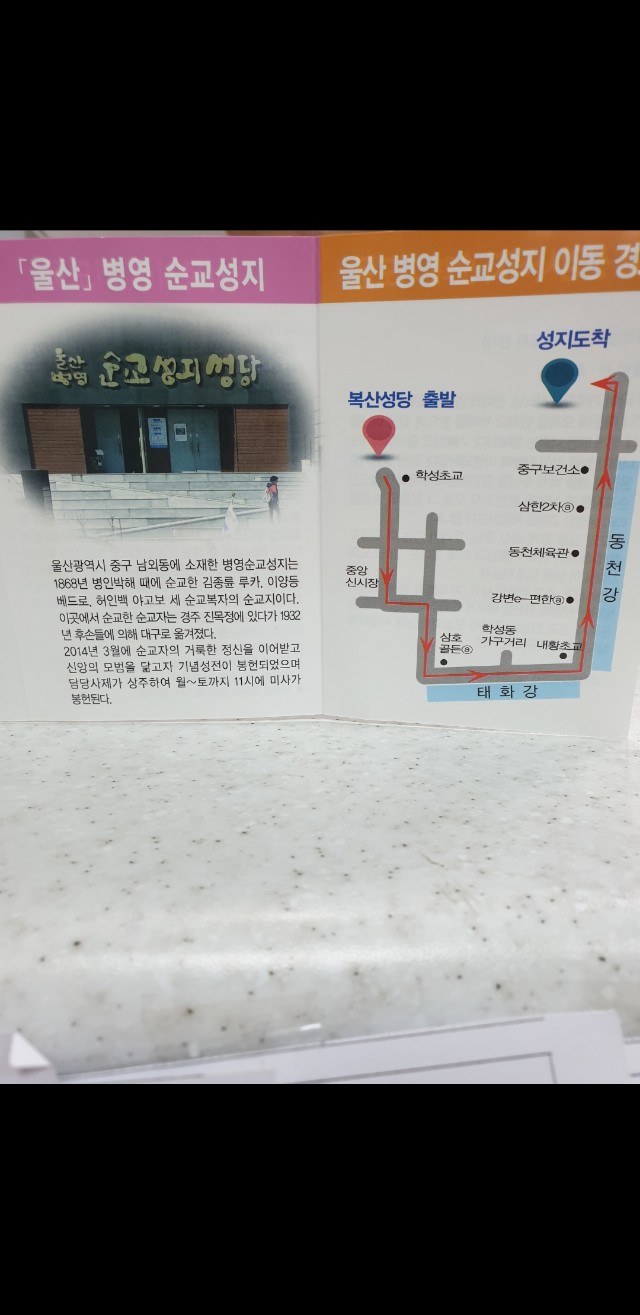 「울산」 병영 순교성지
울산
병영 순교성지성당
울산광역시 중구 남외동에 소재한 병영순교성지는
1868년 병인박해 때에 순교한 김종륜 루카, 이양등
베드로, 허인백 야고보 세 순교복자의 순교지이다.
이곳에서 순교한 순교자는 경주 진목정에 있다가 1932
년 후손들에 의해 대구로 옮겨졌다.
2014년 3월에 순교자의 거룩한 정신을 이어받고
신앙의 모범을 닮고자 기념성전이 봉헌되었으며
담당사제가 상주하여 월~토까지 11시에 미사가
봉헌된다.
울산 병영 순교성지 이동 경
성지도착
복산성당 출발
학성초교
중구보건소
삼한2차ⓐ
동천체육관
동천강
중앙
신시장
강변e-편한ⓐ
삼호
골든ⓐ
학성동
가구거리
내황초교
태화강